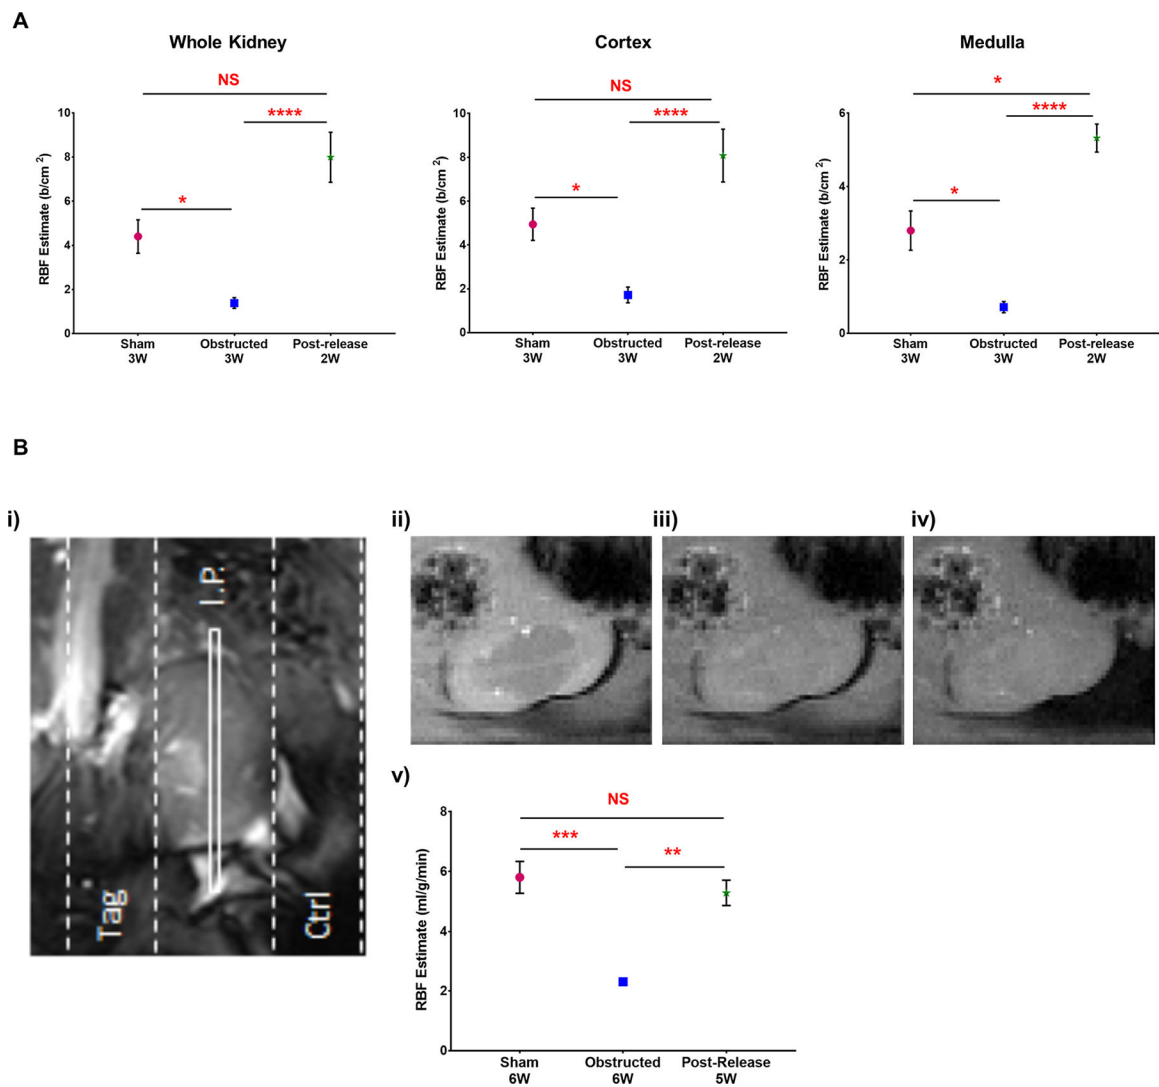 A
Whole Kidney
NS
****
*
RBF Estimate (b/cm 2)
10
8
6
4
2
0
Sham
3W
Obstructed
3W
Post-release
2W
Cortex
NS
****
*
RBF Estimate (b/cm 2)
10
8
6
4
2
0
Sham
3W
Obstructed
3W
Post-release
2W
Medulla
*
****
*
RBF Estimate (b/cm 2)
6
4
2
0
Sham
3W
Obstructed
3W
Post-release
2W
B
i)
Tag
I.P.
Ctrl
ii)
iii)
iv)
v)
NS
***
**
RBF Estimate (ml/g/min)
8
6
4
2
0
Sham
6W
Obstructed
6W
Post-Release
5W